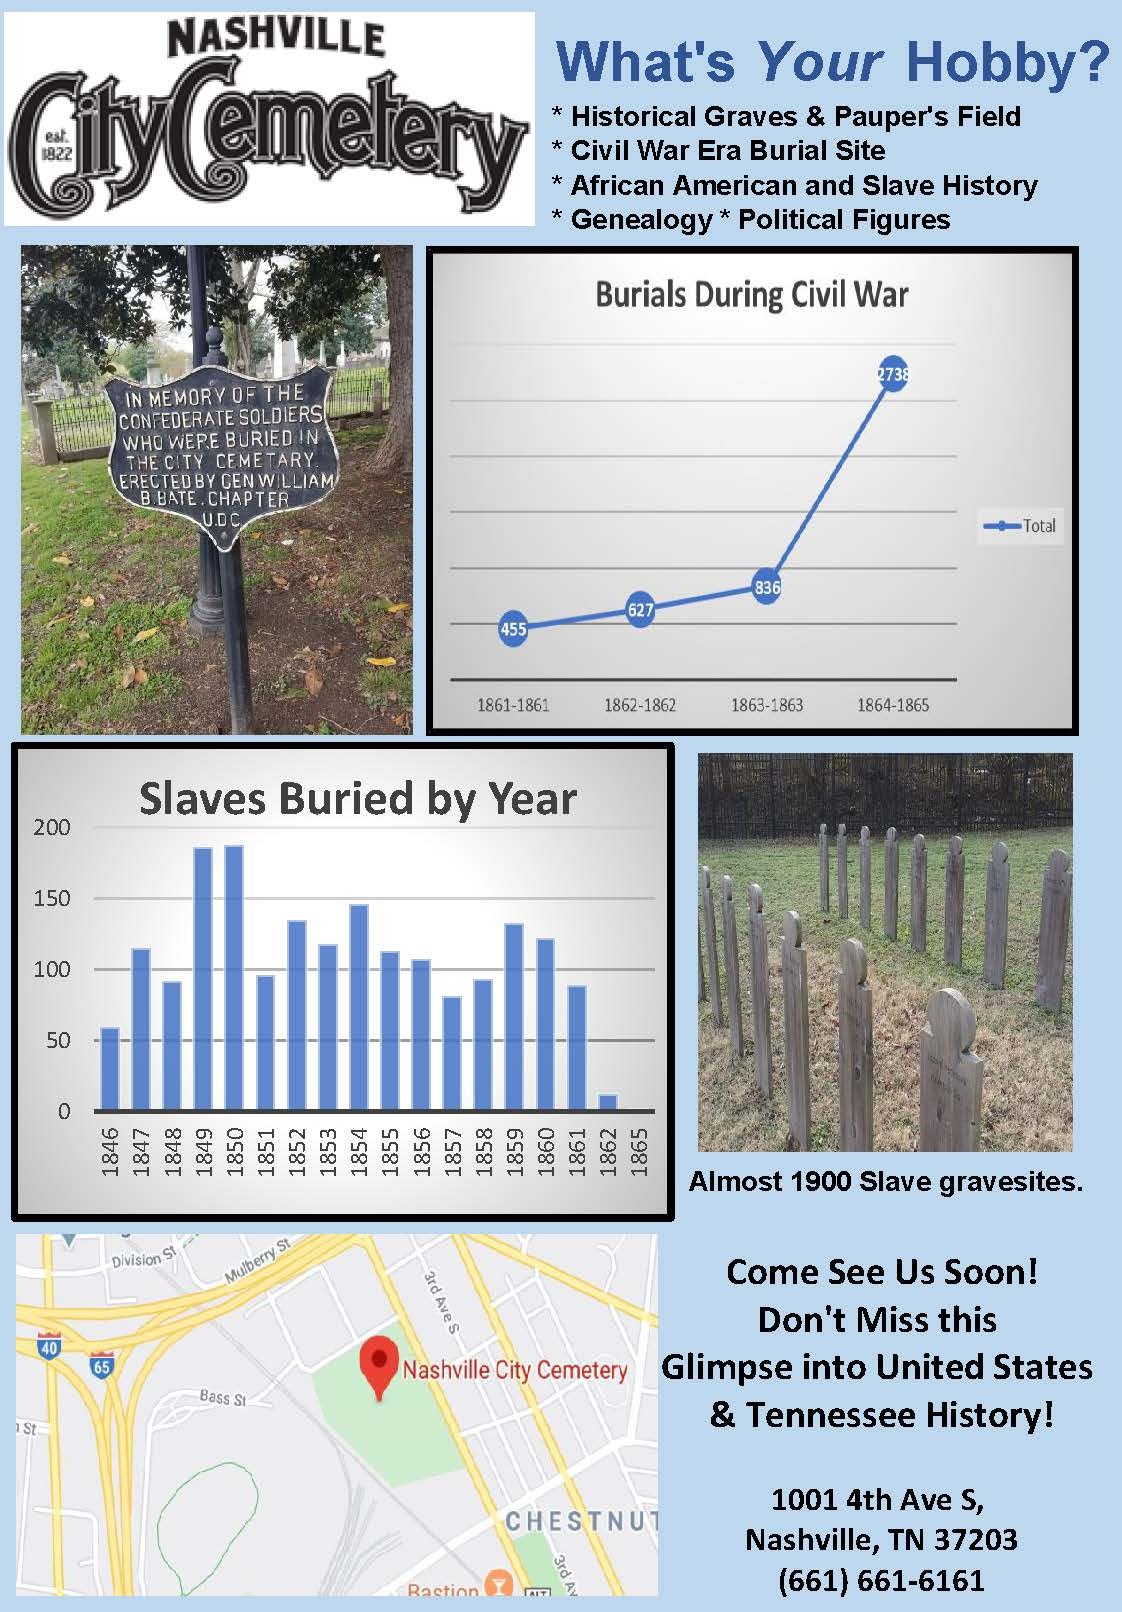 NASHVILLE
City Cemetery
est.
1822
What's Your Hobby?
* Historical Graves & Pauper's Field
* Civil War Era Burial Site
* African American and Slave History
* Genealogy * Political Figures
IN MEMORY OF THE
CONFEDERATE SOLDIERS
WHO WERE BURIED IN
THE CITY CEMETARY.
ERECTED BY GEN WILLIAM
B. BATE. CHAPTER
U.D.C.
Burials During Civil War
2738
836
627
455
Total
1861-1861
1862-1862
1863-1863
1864-1865
Slaves Buried by Year
200
150
100
50
0
1846
1847
1848
1849
1850
1851
1852
1853
1854
1855
1856
1857
1858
1859
1860
1861
1862
1865
Almost 1900 Slave gravesites.
Division St
Mulberry St
3rd Ave S
40
65
Nashville City Cemetery
Bass St
St
CHESTNUT
3rd Av
Bastion
ALT
Come See Us Soon!
Don't Miss this
Glimpse into United States
& Tennessee History!
1001 4th Ave S,
Nashville, TN 37203
(661) 661-6161